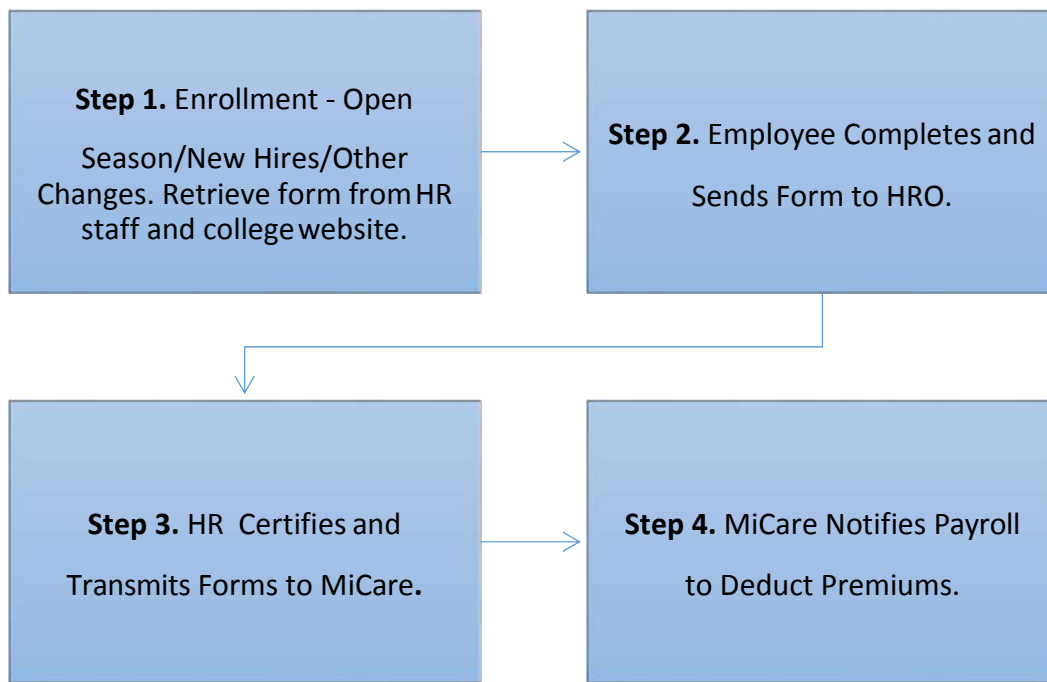 Step 1. Enrollment - Open
Season/New Hires/Other
Changes. Retrieve form from HR
staff and college website.
Step 2. Employee Completes and
Sends Form to HRO.
Step 3. HR Certifies and
Transmits Forms to MiCare.
Step 4. MiCare Notifies Payroll
to Deduct Premiums.